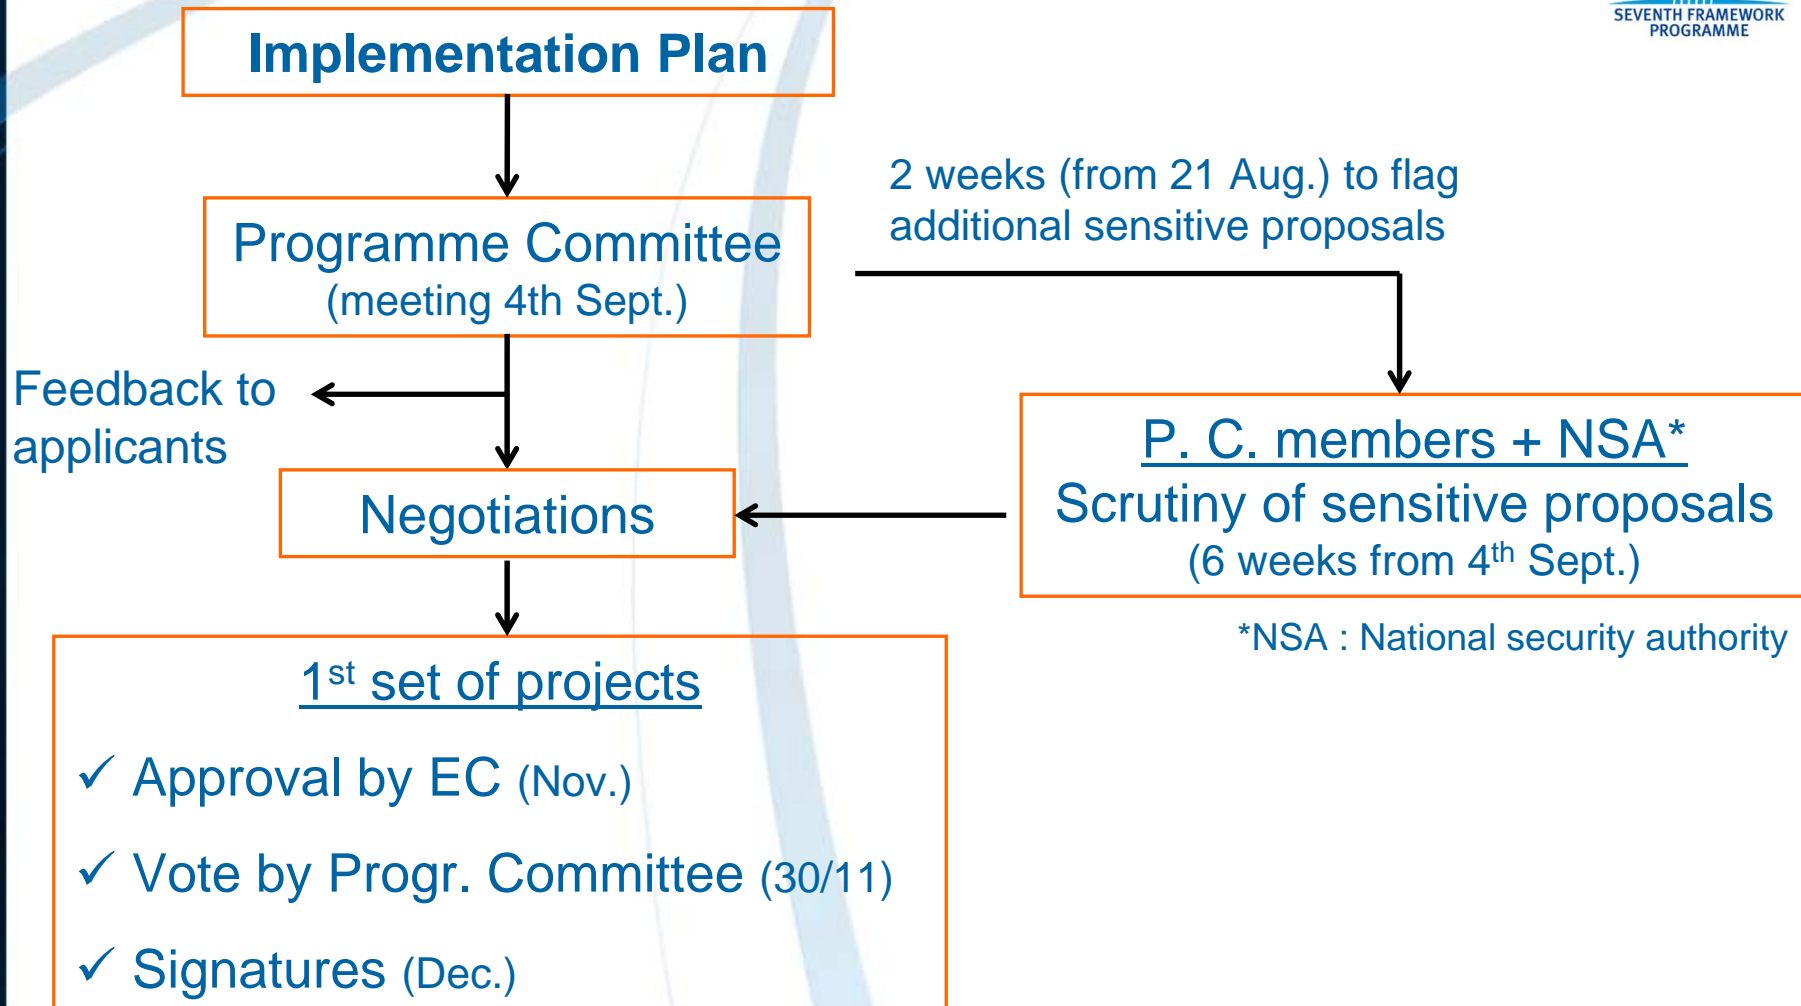 SEVENTH FRAMEWORK
PROGRAMME
Implementation Plan
2 weeks (from 21 Aug.) to flag
additional sensitive proposals
Programme Committee
(meeting 4th Sept.)
Feedback to
applicants
P. C. members + NSA*
Scrutiny of sensitive proposals
(6 weeks from 4th Sept.)
Negotiations
*NSA : National security authority
1st set of projects
✓ Approval by EC (Nov.)
✓ Vote by Progr. Committee (30/11)
✓ Signatures (Dec.)